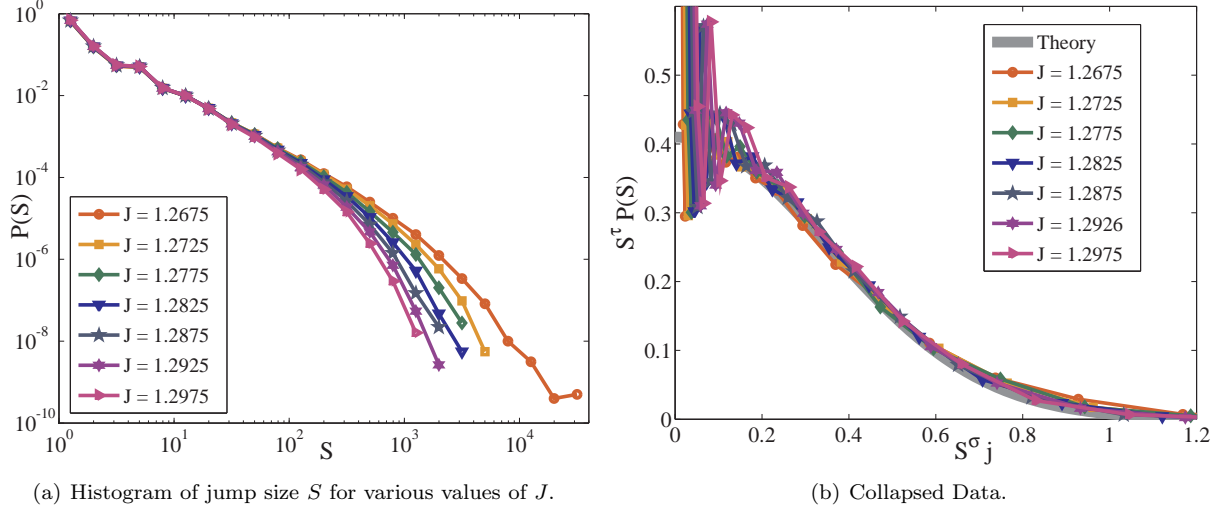 10^0
10^-2
10^-4
10^-6
10^-8
10^-10
P(S)
10^0
10^1
10^2
10^3
10^4
S
J = 1.2675
J = 1.2725
J = 1.2775
J = 1.2825
J = 1.2875
J = 1.2925
J = 1.2975
(a) Histogram of jump size S for various values of J.
0.5
0.4
0.3
0.2
0.1
0
S^τ P(S)
0
0.2
0.4
0.6
0.8
1
1.2
S^σ j
Theory
J = 1.2675
J = 1.2725
J = 1.2775
J = 1.2825
J = 1.2875
J = 1.2926
J = 1.2975
(b) Collapsed Data.